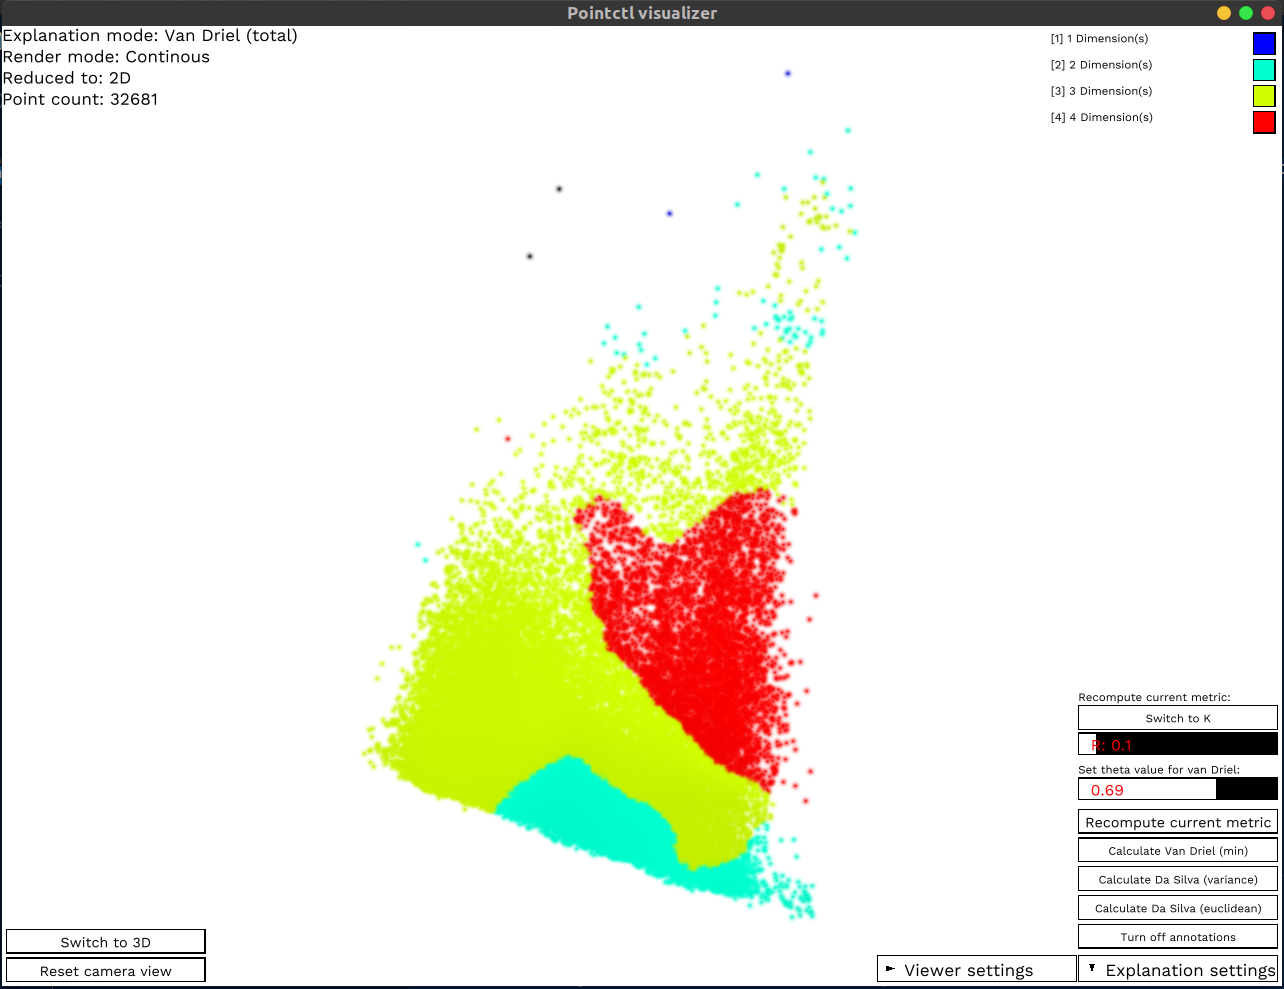 Pointctl visualizer
Explanation mode: Van Driel (total)
Render mode: Continous
Reduced to: 2D
Point count: 32681
[1] 1 Dimension(s)
[2] 2 Dimension(s)
[3] 3 Dimension(s)
[4] 4 Dimension(s)
Recompute current metric:
Switch to K
R: 0.1
Set theta value for van Driel:
0.69
Recompute current metric
Calculate Van Driel (min)
Calculate Da Silva (variance)
Calculate Da Silva (euclidean)
Turn off annotations
Switch to 3D
Reset camera view
Viewer settings
Explanation settings